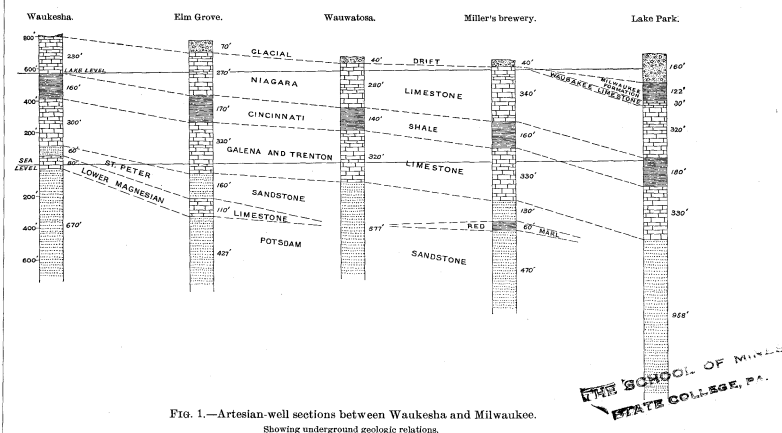 Waukesha. Elm Grove. Wauwatosa. Miller's brewery. Lake Park.
800' 70' GLACIAL 40' DRIFT 40' 160'
230'
600' LAKE LEVEL 270' NIAGARA 280' LIMESTONE 340' WAUBAKEE LIMESTONE MILWAUKEE FORMATION 122'
160' 30'
400' 170' CINCINNATI 140' SHALE 160' 320'
300'
200' 330' GALENA AND TRENTON 320' LIMESTONE 330' 180'
60'
SEA LEVEL 80' ST. PETER 160' SANDSTONE 130' 330'
LOWER MAGNESIAN 110' LIMESTONE
200'
400' 670' POTSDAM 577' RED 60' MARL
600' 427' SANDSTONE 470'
958'
THE SCHOOL OF MINES
STATE COLLEGE, PA.
FIG. 1.—Artesian-well sections between Waukesha and Milwaukee.
Showing underground geologic relations.